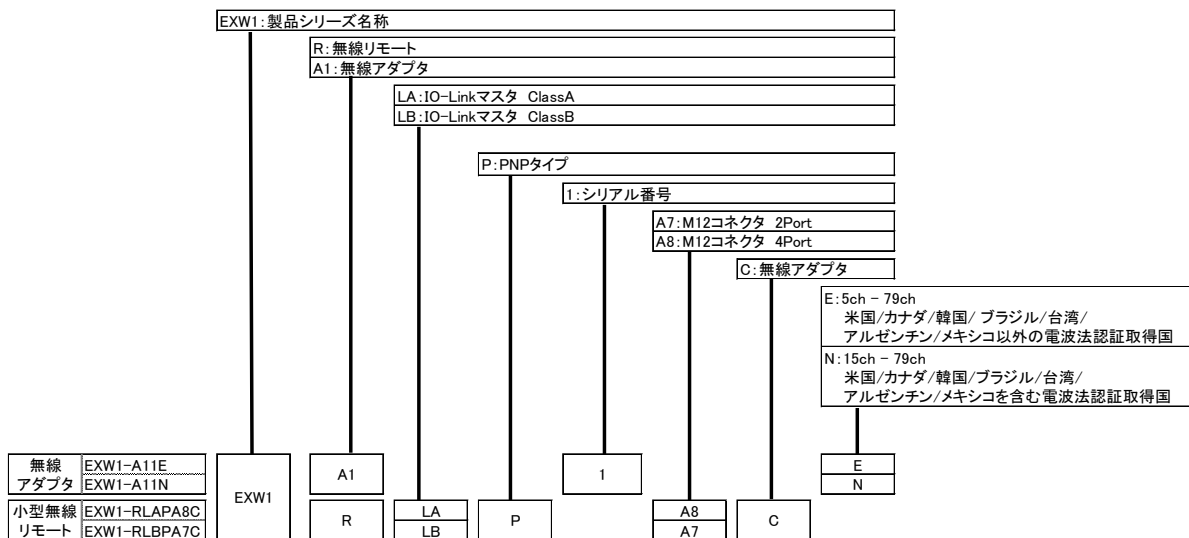 EXW1:製品シリーズ名称
R:無線リモート
A1:無線アダプタ
LA:IO-Linkマスタ ClassA
LB:IO-Linkマスタ ClassB
P:PNPタイプ
1:シリアル番号
A7:M12コネクタ 2Port
A8:M12コネクタ 4Port
C:無線アダプタ
E:5ch - 79ch
米国/カナダ/韓国/ ブラジル/台湾/
アルゼンチン/メキシコ以外の電波法認証取得国
N:15ch - 79ch
米国/カナダ/韓国/ブラジル/台湾/
アルゼンチン/メキシコを含む電波法認証取得国
無線 EXW1-A11E
アダプタ EXW1-A11N
EXW1
A1
1
E
N
小型無線 EXW1-RLAPA8C
リモート EXW1-RLBPA7C
R
LA
LB
P
A8
A7
C